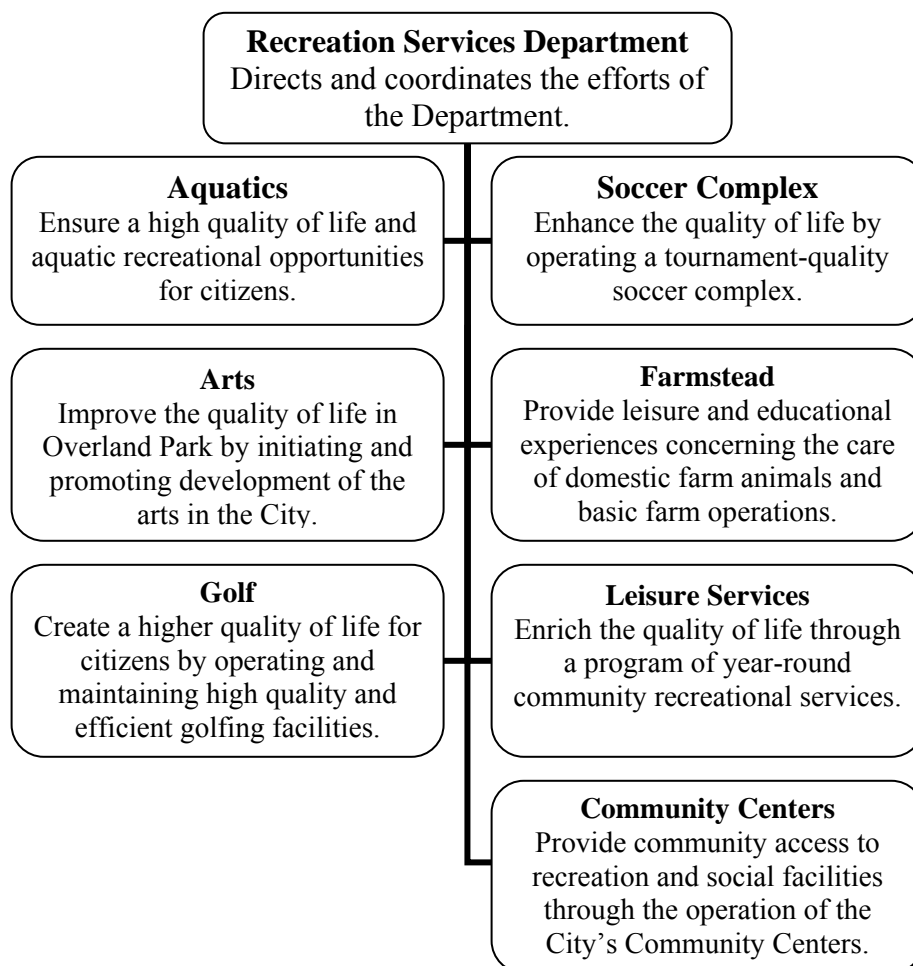 Recreation Services Department
Directs and coordinates the efforts of
the Department.
Aquatics
Ensure a high quality of life and
aquatic recreational opportunities
for citizens.
Soccer Complex
Enhance the quality of life by
operating a tournament-quality
soccer complex.
Arts
Improve the quality of life in
Overland Park by initiating and
promoting development of the
arts in the City.
Farmstead
Provide leisure and educational
experiences concerning the care
of domestic farm animals and
basic farm operations.
Golf
Create a higher quality of life for
citizens by operating and
maintaining high quality and
efficient golfing facilities.
Leisure Services
Enrich the quality of life through
a program of year-round
community recreational services.
Community Centers
Provide community access to
recreation and social facilities
through the operation of the
City’s Community Centers.